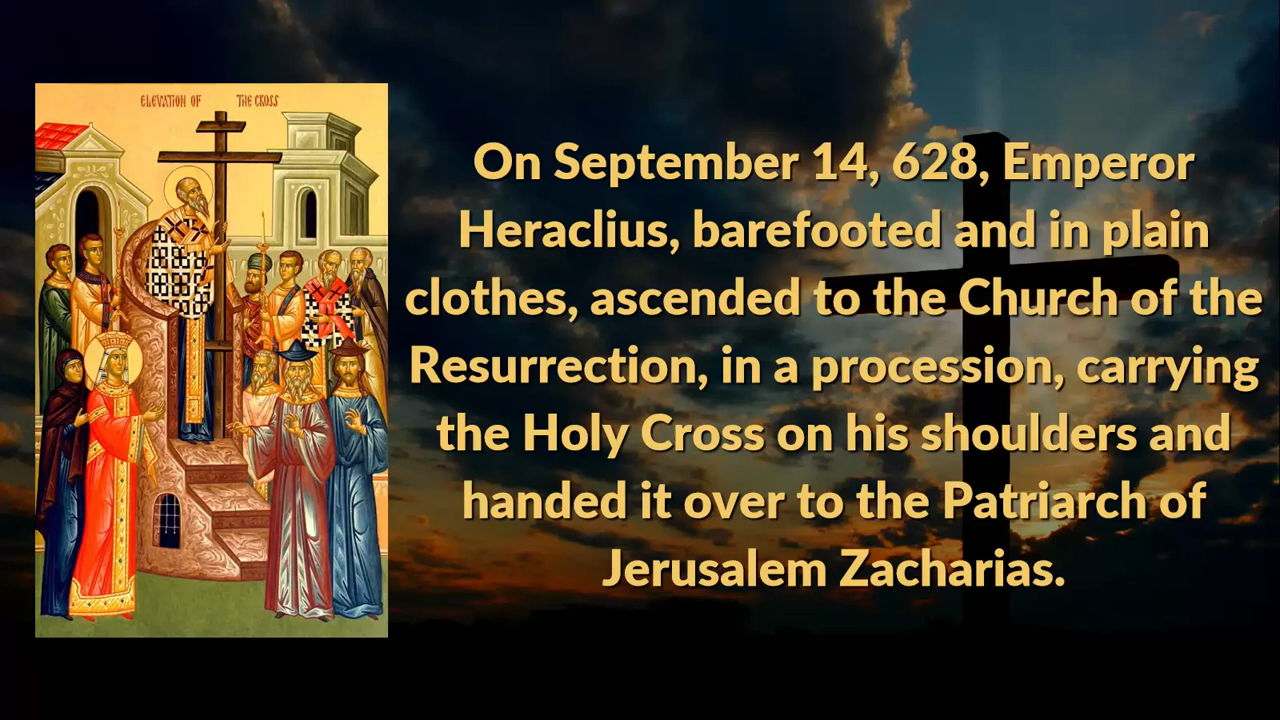 ELEVATION OF THE CROSS
On September 14, 628, Emperor
Heraclius, barefooted and in plain
clothes, ascended to the Church of the
Resurrection, in a procession, carrying
the Holy Cross on his shoulders and
handed it over to the Patriarch of
Jerusalem Zacharias.